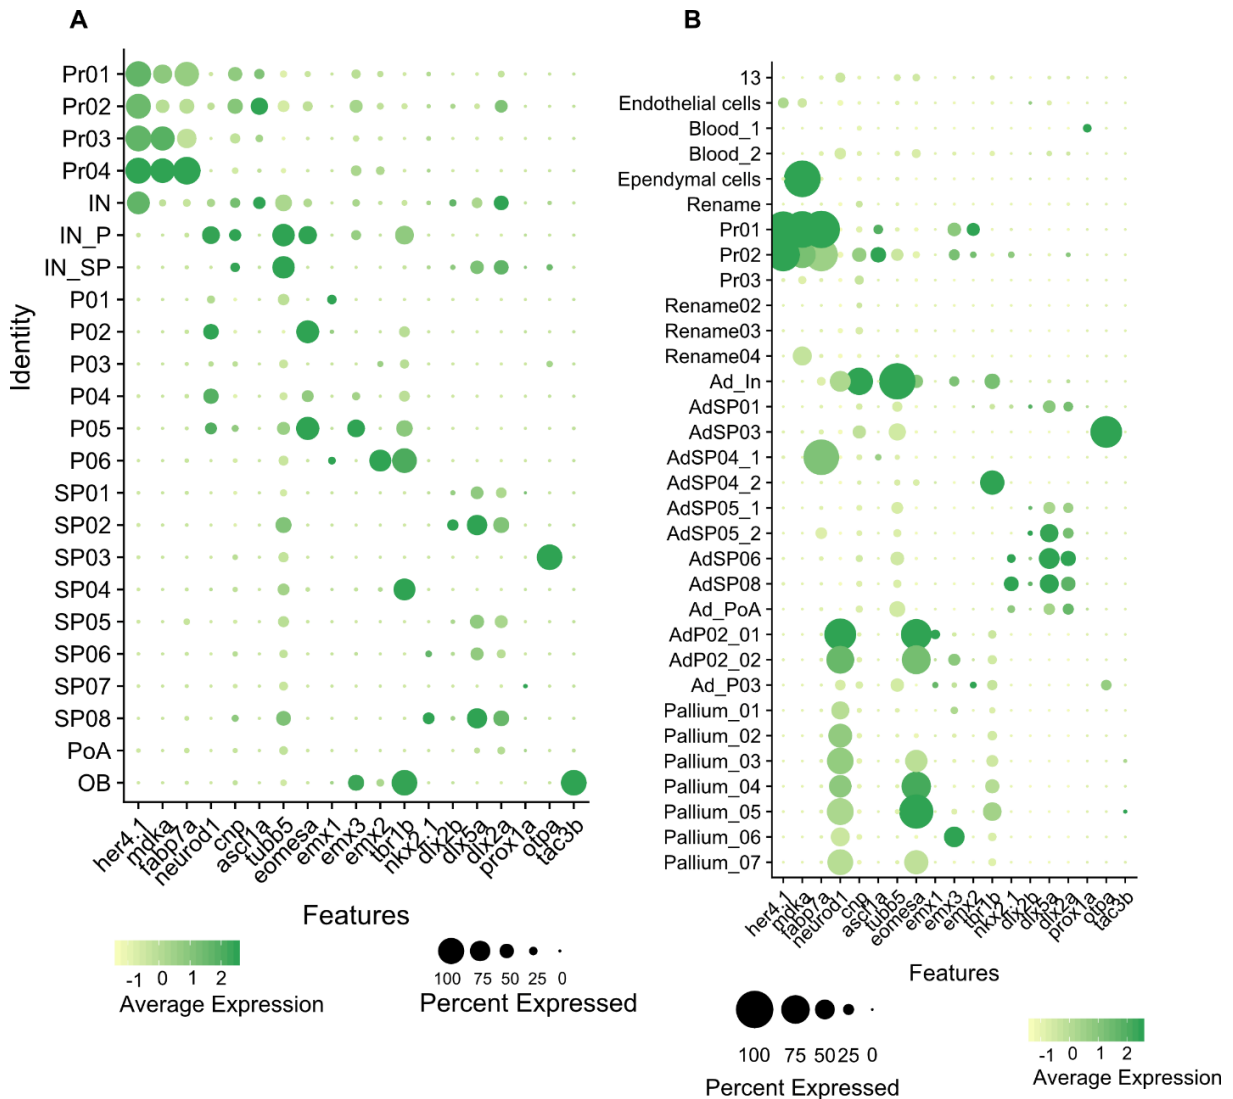 A
B
Pr01
Pr02
Pr03
Pr04
IN
IN_P
IN_SP
P01
P02
P03
P04
P05
P06
SP01
SP02
SP03
SP04
SP05
SP06
SP07
SP08
PoA
OB
Identity
her4.1
mdka
fabp7a
neurod1
cnp
ascl1a
tubb5
eomesa
emx1
emx3
emx2
tbr1b
nkx2.1
dlx2b
dlx5a
dlx2a
prox1a
otpa
tac3b
Features
-1 0 1 2
Average Expression
100 75 50 25 0
Percent Expressed
13
Endothelial cells
Blood_1
Blood_2
Ependymal cells
Rename
Pr01
Pr02
Pr03
Rename02
Rename03
Rename04
Ad_In
AdSP01
AdSP03
AdSP04_1
AdSP04_2
AdSP05_1
AdSP05_2
AdSP06
AdSP08
Ad_PoA
AdP02_01
AdP02_02
Ad_P03
Pallium_01
Pallium_02
Pallium_03
Pallium_04
Pallium_05
Pallium_06
Pallium_07
her4.1
mdka
fabp7a
neurod1
cnp
ascl1a
tubb5
eomesa
emx1
emx3
emx2
tbr1b
nkx2.1
dlx2b
dlx5a
dlx2a
prox1a
otpa
tac3b
Features
100 75 50 25 0
Percent Expressed
-1 0 1 2
Average Expression